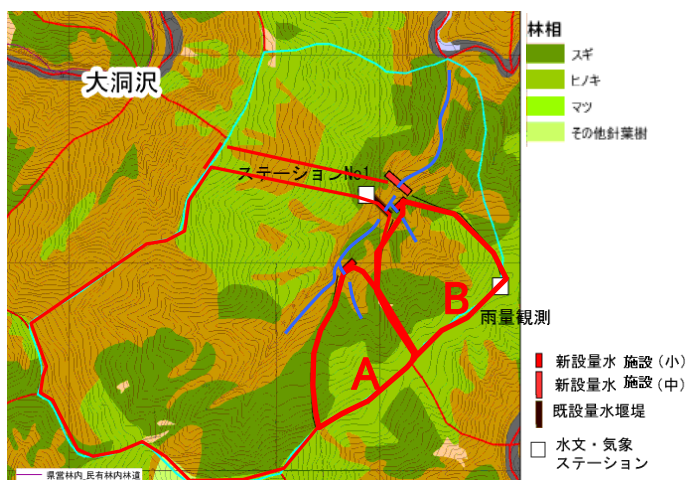 大洞沢
ステーションNo1
B
雨量観測
A
県営林内_民有林内林道
林相
スギ
ヒノキ
マツ
その他針葉樹
新設量水 施設(小)
新設量水 施設(中)
既設量水堰堤
水文・気象
ステーション